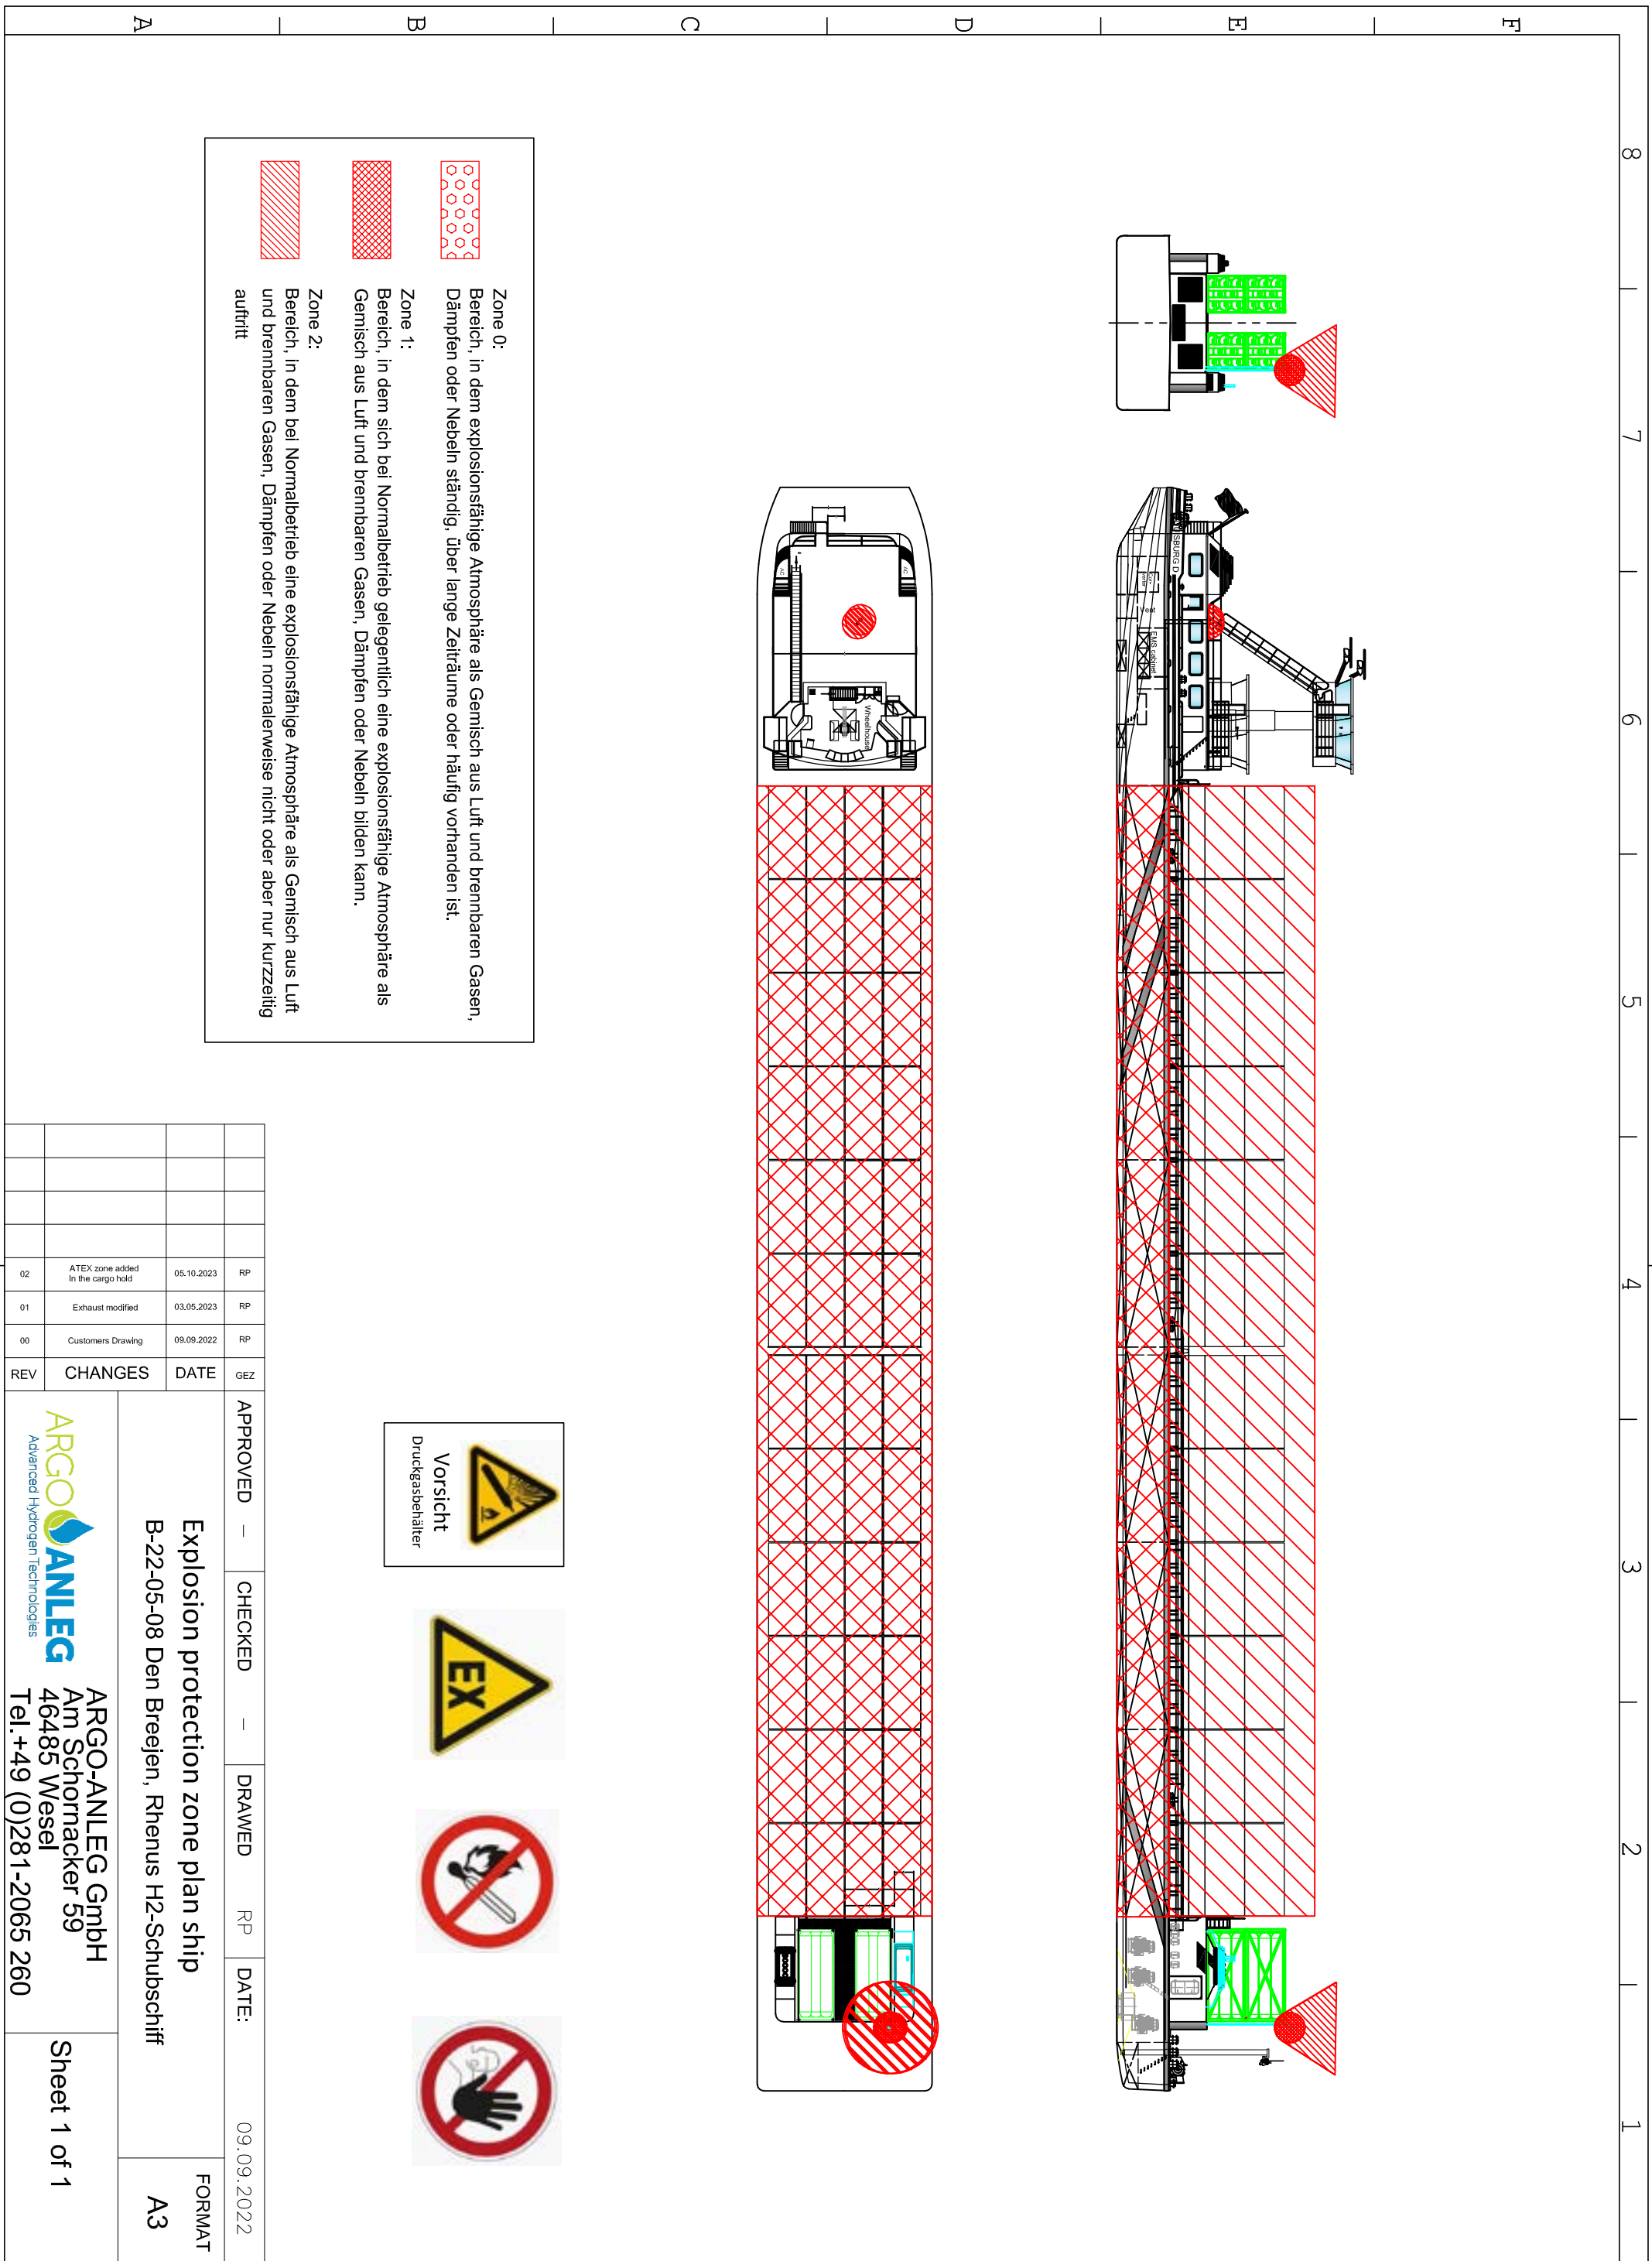 8
7
6
5
4
3
2
1
F
E
D
C
B
A
ISBURG D
Vent
EMS cabinet
AC
AC
Wheelhouse
Zone 0:
Bereich, in dem explosionsfähige Atmosphäre als Gemisch aus Luft und brennbaren Gasen,
Dämpfen oder Nebeln ständig, über lange Zeiträume oder häufig vorhanden ist.
Zone 1:
Bereich, in dem sich bei Normalbetrieb gelegentlich eine explosionsfähige Atmosphäre als
Gemisch aus Luft und brennbaren Gasen, Dämpfen oder Nebeln bilden kann.
Zone 2:
Bereich, in dem bei Normalbetrieb eine explosionsfähige Atmosphäre als Gemisch aus Luft
und brennbaren Gasen, Dämpfen oder Nebeln normalerweise nicht oder aber nur kurzzeitig
auftritt
Vorsicht
Druckgasbehälter
EX
02 ATEX zone added In the cargo hold 05.10.2023 RP
01 Exhaust modified 03.05.2023 RP
00 Customers Drawing 09.09.2022 RP
REV CHANGES DATE GEZ
APPROVED – CHECKED – DRAWED RP DATE: 09.09.2022
Explosion protection zone plan ship
B-22-05-08 Den Breejen, Rhenus H2-Schubschiff
FORMAT
A3
ARGO ANLEG
Advanced Hydrogen Technologies
ARGO-ANLEG GmbH
Am Schornacker 59
46485 Wesel
Tel.+49 (0)281-2065 260
Sheet 1 of 1